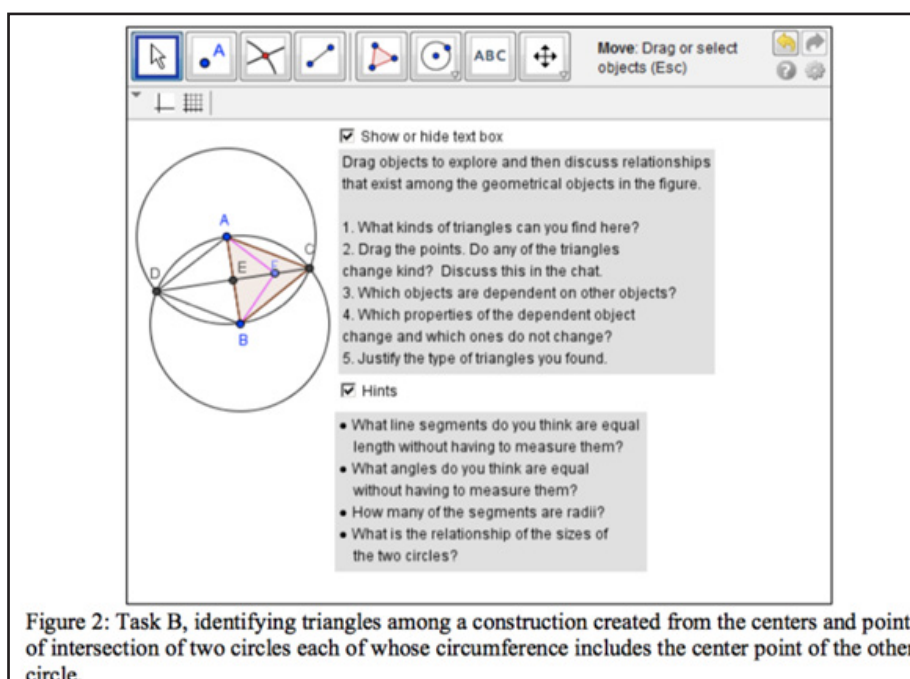 A
ABC
Move: Drag or select
objects (Esc)
?
Show or hide text box
Drag objects to explore and then discuss relationships
that exist among the geometrical objects in the figure.
1. What kinds of triangles can you find here?
2. Drag the points. Do any of the triangles
change kind? Discuss this in the chat.
3. Which objects are dependent on other objects?
4. Which properties of the dependent object
change and which ones do not change?
5. Justify the type of triangles you found.
A
C
D
E
F
B
Hints
• What line segments do you think are equal
length without having to measure them?
• What angles do you think are equal
without having to measure them?
• How many of the segments are radii?
• What is the relationship of the sizes of
the two circles?
Figure 2: Task B, identifying triangles among a construction created from the centers and point
of intersection of two circles each of whose circumference includes the center point of the other
circle